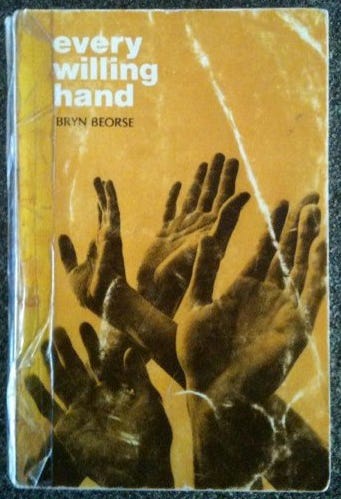 every
willing
hand
BRYN BEORSE